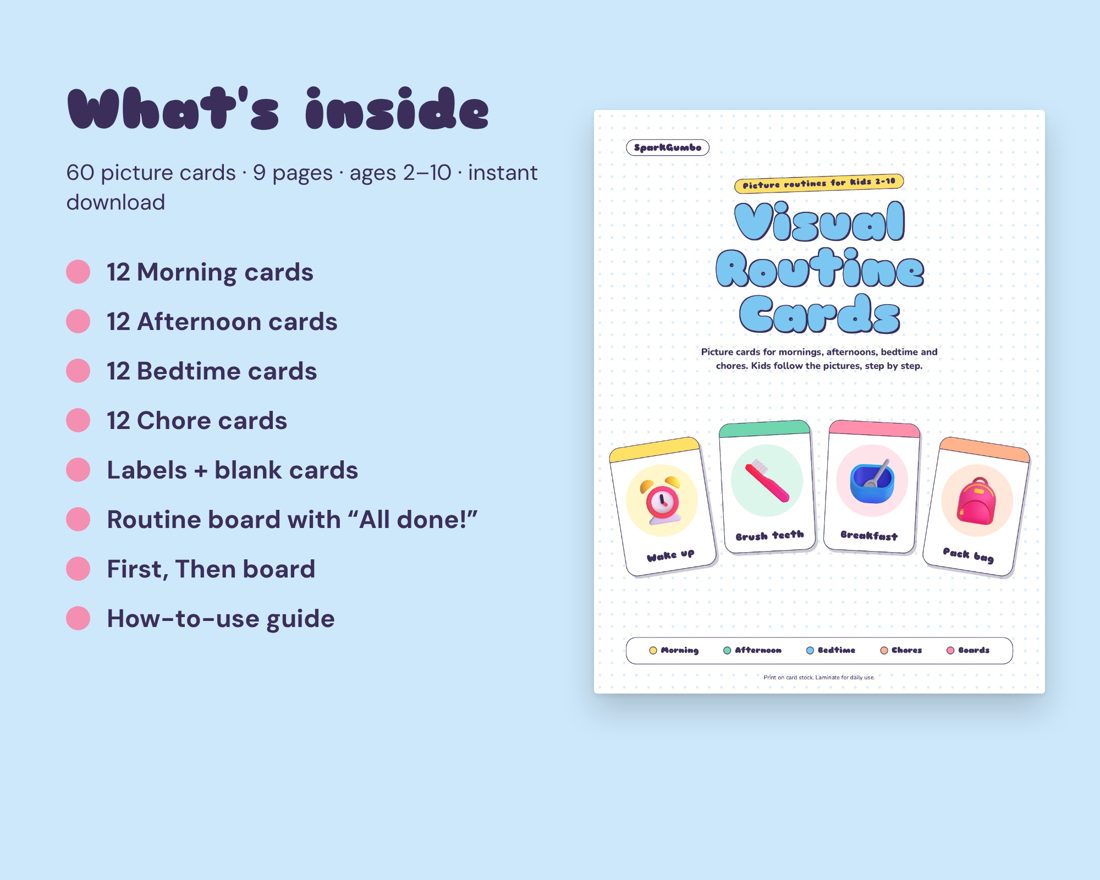 What's inside
60 picture cards · 9 pages · ages 2–10 · instant
download
12 Morning cards
12 Afternoon cards
12 Bedtime cards
12 Chore cards
Labels + blank cards
Routine board with “All done!”
First, Then board
How-to-use guide
SparkGumbo
Picture routines for kids 2-10
Visual
Routine
Cards
Picture cards for mornings, afternoons, bedtime and
chores. Kids follow the pictures, step by step.
Wake up
Brush teeth
Breakfast
Pack bag
Morning Afternoon Bedtime Chores Boards
Print on card stock. Laminate for daily use.